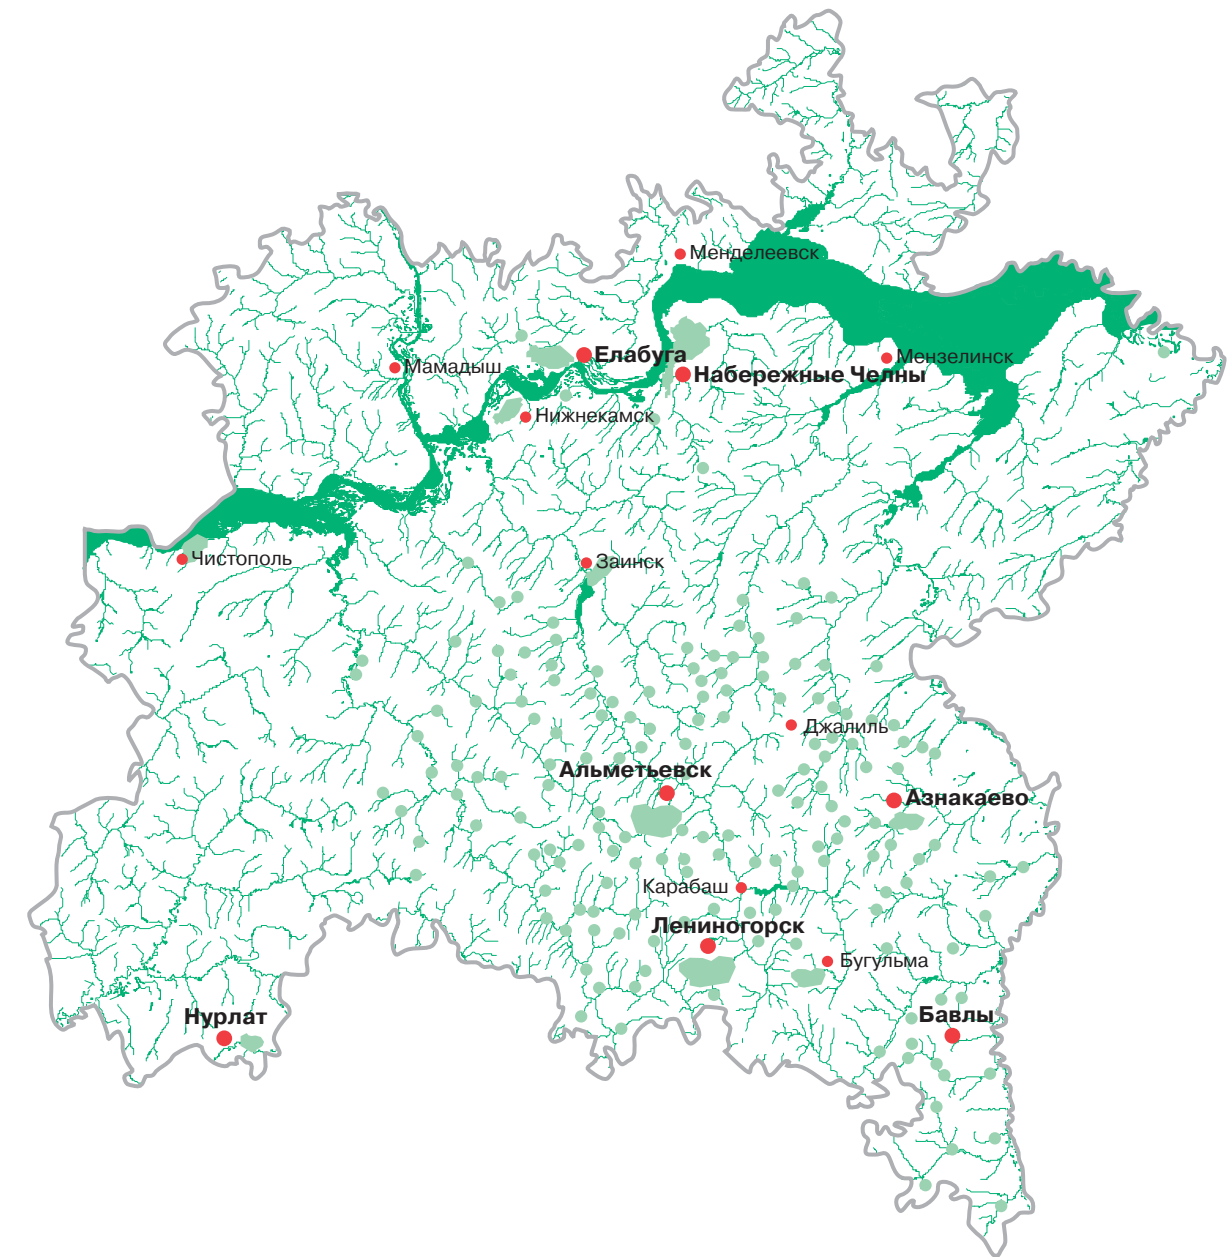 Менделеевск
Елабуга
Мензелинск
Мамадыш
Набережные Челны
Нижнекамск
Чистополь
Заинск
Джалиль
Альметьевск
Азнакаево
Карабаш
Лениногорск
Бугульма
Нурлат
Бавлы